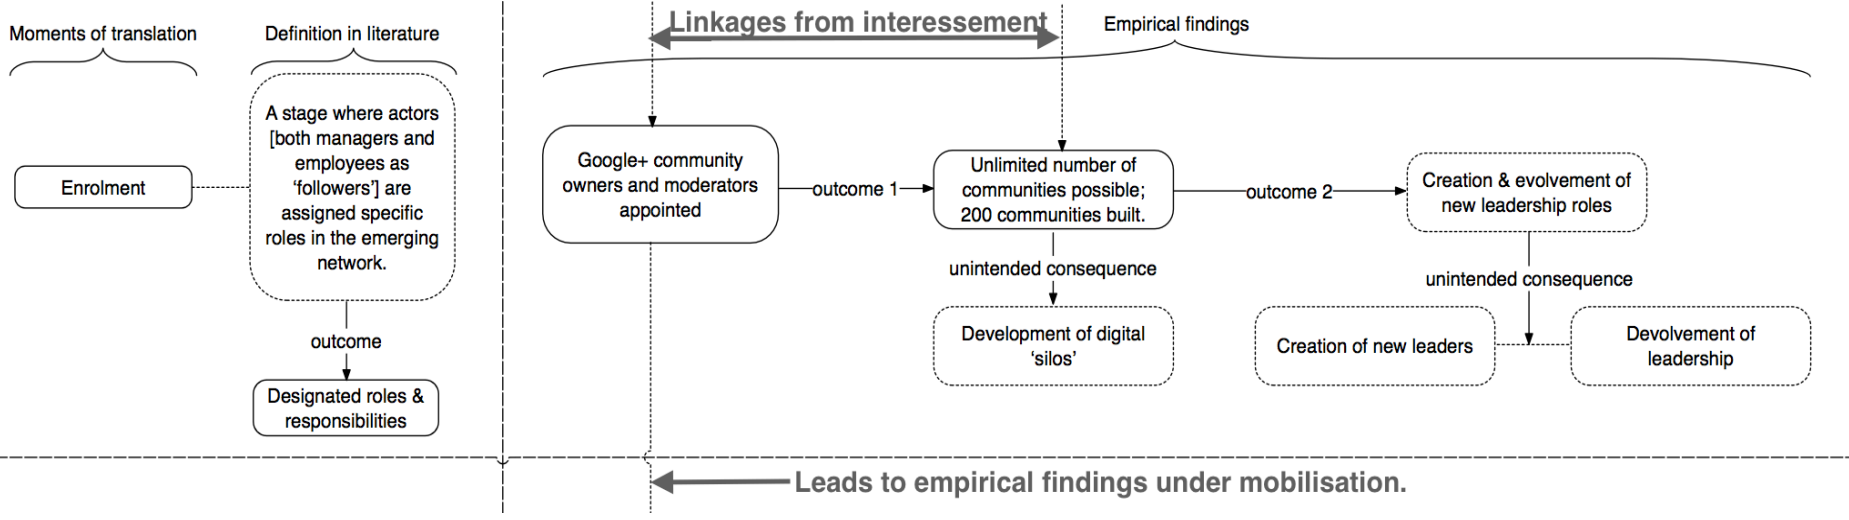 Moments of translation
Definition in literature
Linkages from interessement
Empirical findings
Enrolment
A stage where actors
[both managers and
employees as
‘followers’] are
assigned specific
roles in the emerging
network.
outcome
Designated roles &
responsibilities
Google+ community
owners and moderators
appointed
outcome 1
Unlimited number of
communities possible;
200 communities built.
outcome 2
Creation & evolvement of
new leadership roles
unintended consequence
Development of digital
‘silos’
unintended consequence
Creation of new leaders
Devolvement of
leadership
Leads to empirical findings under mobilisation.